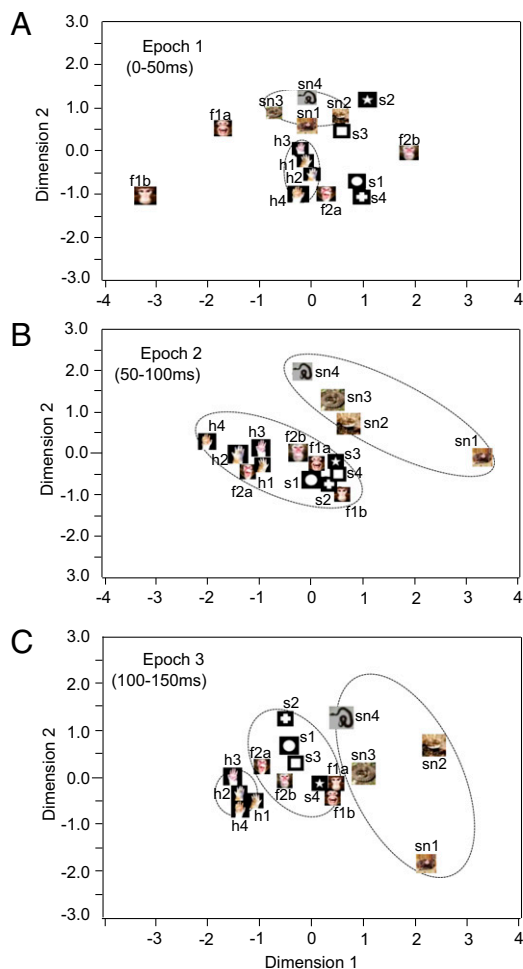 A
Epoch 1
(0-50ms)
Dimension 2
3.0
2.0
1.0
0.0
-1.0
-2.0
-3.0
sn4
sn3
sn2
sn1
s2
s3
f1a
f2b
h3
h1
h2
h4
f1b
f2a
s1
s4
-4
-3
-2
-1
0
1
2
3
4
B
Epoch 2
(50-100ms)
Dimension 2
3.0
2.0
1.0
0.0
-1.0
-2.0
3.0
sn4
sn3
sn2
sn1
h4
h3
h2
f2b
f1a
s3
s4
f2a
h1
s1
s2
f1b
-4
-3
-2
-1
0
1
2
3
4
C
Epoch 3
(100-150ms)
Dimension 2
3.0
2.0
1.0
0.0
-1.0
-2.0
-3.0
s2
sn4
s1
sn2
h3
f2a
s3
sn3
f1a
h2
f2b
s4
f1b
h4
h1
sn1
-3
-2
-1
0
1
2
3
4
Dimension 1